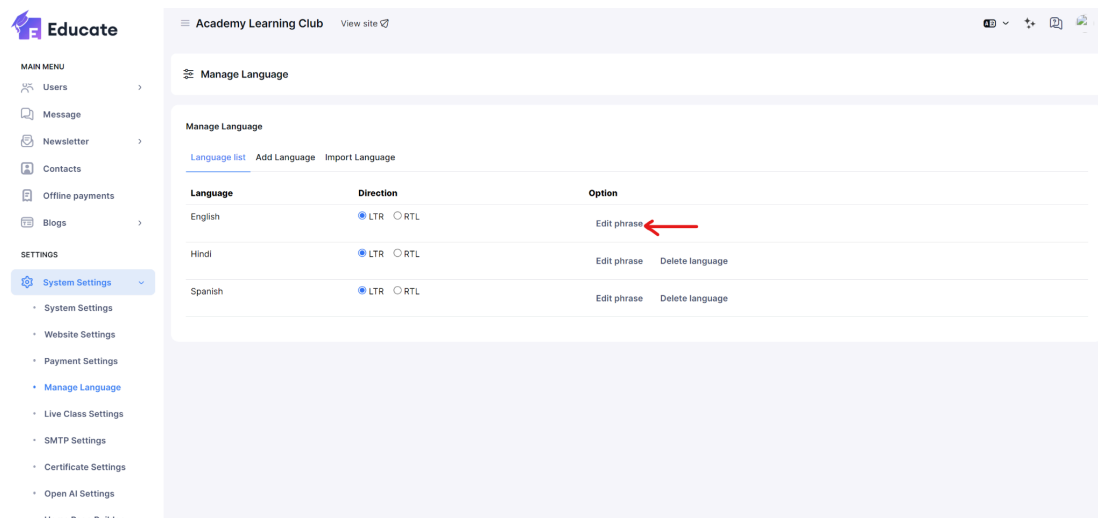 Educate
Academy Learning Club View site
MAIN MENU
Users
Message
Newsletter
Contacts
Offline payments
Blogs
SETTINGS
System Settings
System Settings
Website Settings
Payment Settings
Manage Language
Live Class Settings
SMTP Settings
Certificate Settings
Open AI Settings
Manage Language
Manage Language
Language list Add Language Import Language
Language Direction Option
English LTR RTL Edit phrase
Hindi LTR RTL Edit phrase Delete language
Spanish LTR RTL Edit phrase Delete language